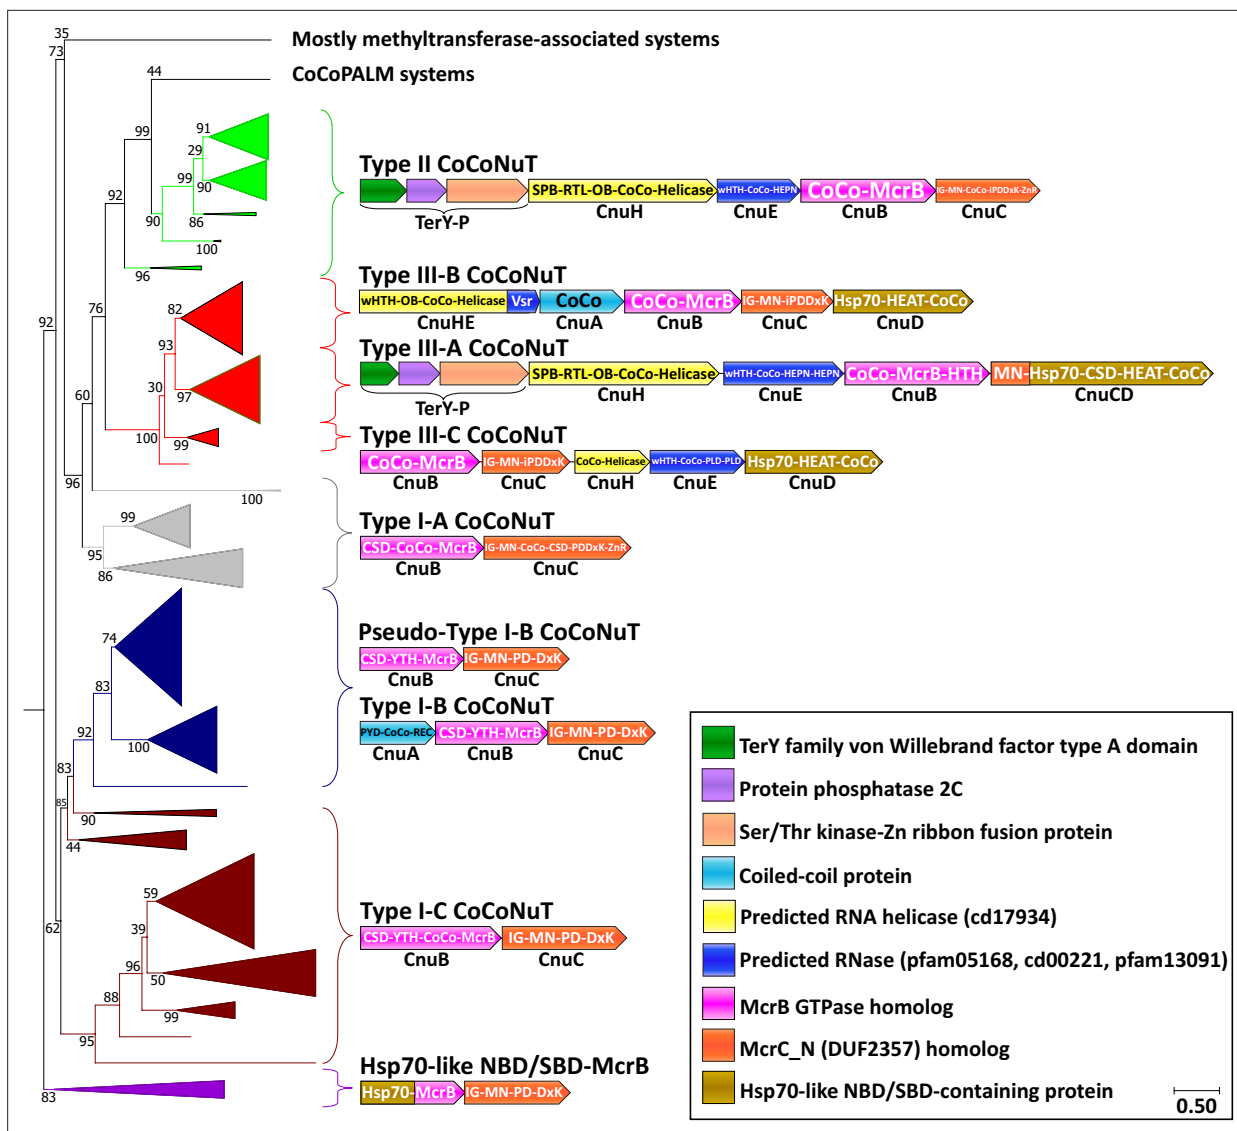 35
Mostly methyltransferase-associated systems
73
44
CoCoPALM systems
99
91
29
92
99
90
90
86
100
96
Type II CoCoNuT
SPB-RTL-OB-CoCo-Helicase wHTH-CoCo-HEPN CoCo-McrB IG-MN-CoCo-iPDDxK-ZnR
TerY-P CnuH CnuE CnuB CnuC
Type III-B CoCoNuT
wHTH-OB-CoCo-Helicase Vsr CoCo CoCo-McrB IG-MN-iPDDxK Hsp70-HEAT-CoCo
CnuHE CnuA CnuB CnuC CnuD
92
76
82
93
30
97
60
100
99
Type III-A CoCoNuT
SPB-RTL-OB-CoCo-Helicase wHTH-CoCo-HEPN-HEPN CoCo-McrB-HTH MN-Hsp70-CSD-HEAT-CoCo
TerY-P CnuH CnuE CnuB CnuCD
Type III-C CoCoNuT
CoCo-McrB IG-MN-iPDDxK CoCo-Helicase wHTH-CoCo-PLD-PLD Hsp70-HEAT-CoCo
CnuB CnuC CnuH CnuE CnuD
96
100
99
95
86
Type I-A CoCoNuT
CSD-CoCo-McrB IG-MN-CoCo-CSD-PDDxK-ZnR
CnuB CnuC
74
83
92
100
Pseudo-Type I-B CoCoNuT
CSD-YTH-McrB IG-MN-PD-DxK
CnuB CnuC
Type I-B CoCoNuT
PYD-CoCo-REC CSD-YTH-McrB IG-MN-PD-DxK
CnuA CnuB CnuC
83
85
90
44
62
59
39
96
50
88
99
95
Type I-C CoCoNuT
CSD-YTH-CoCo-McrB IG-MN-PD-DxK
CnuB CnuC
83
Hsp70-like NBD/SBD-McrB
Hsp70-McrB IG-MN-PD-DxK
CnuB CnuC
TerY family von Willebrand factor type A domain
Protein phosphatase 2C
Ser/Thr kinase-Zn ribbon fusion protein
Coiled-coil protein
Predicted RNA helicase (cd17934)
Predicted RNase (pfam05168, cd00221, pfam13091)
McrB GTPase homolog
McrC_N (DUF2357) homolog
Hsp70-like NBD/SBD-containing protein
0.50